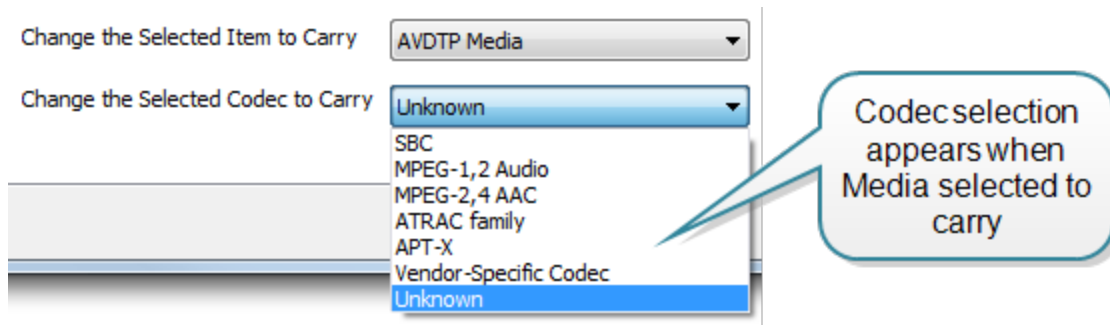 Change the Selected Item to Carry AVDTP Media
Change the Selected Codec to Carry Unknown
SBC
MPEG-1,2 Audio
MPEG-2,4 AAC
ATRAC family
APT-X
Vendor-Specific Codec
Unknown
Codec selection
appears when
Media selected to
carry